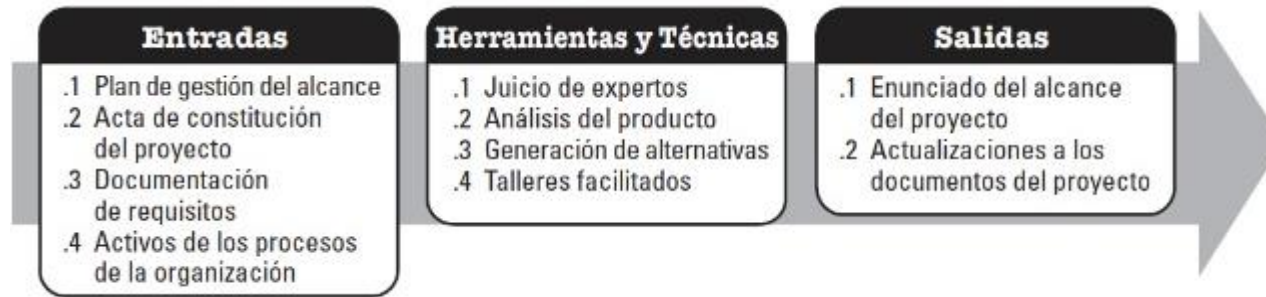 Entradas
.1 Plan de gestión del alcance
.2 Acta de constitución
del proyecto
.3 Documentación
de requisitos
.4 Activos de los procesos
de la organización
Herramientas y Técnicas
.1 Juicio de expertos
.2 Análisis del producto
.3 Generación de alternativas
.4 Talleres facilitados
Salidas
.1 Enunciado del alcance
del proyecto
.2 Actualizaciones a los
documentos del proyecto